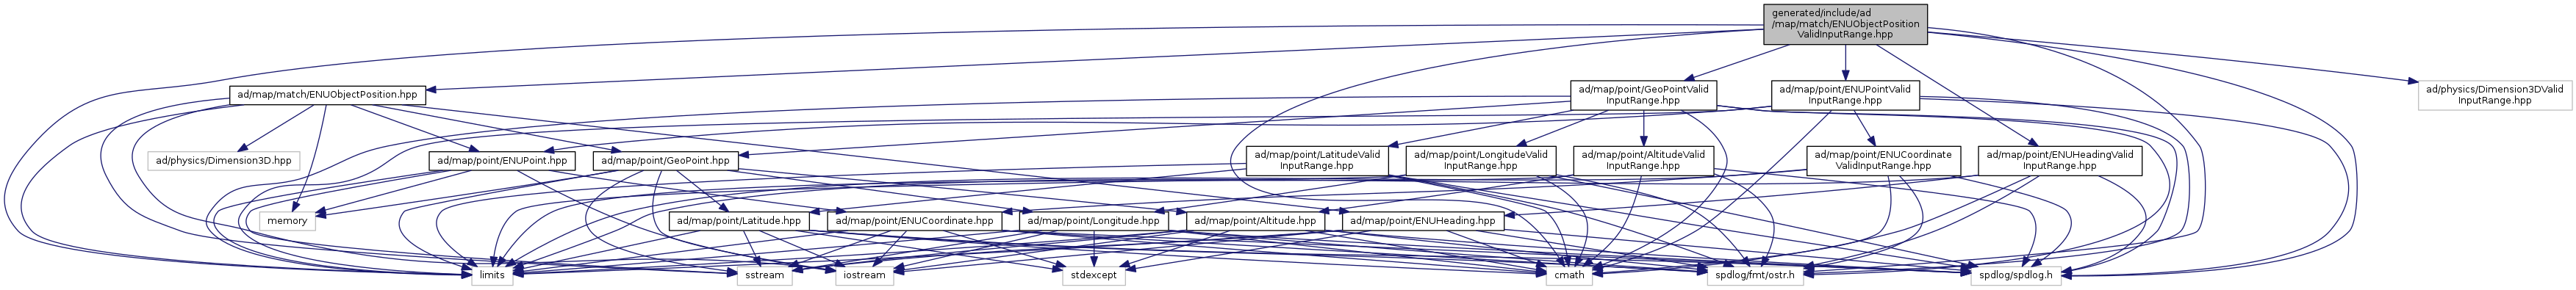 generated/include/ad
/map/match/ENUObjectPosition
ValidInputRange.hpp
ad/map/match/ENUObjectPosition.hpp
ad/map/point/GeoPointValid
InputRange.hpp
ad/map/point/ENUPointValid
InputRange.hpp
ad/physics/Dimension3DValid
InputRange.hpp
ad/physics/Dimension3D.hpp
ad/map/point/ENUPoint.hpp
ad/map/point/GeoPoint.hpp
ad/map/point/LatitudeValid
InputRange.hpp
ad/map/point/LongitudeValid
InputRange.hpp
ad/map/point/AltitudeValid
InputRange.hpp
ad/map/point/ENUCoordinate
ValidInputRange.hpp
ad/map/point/ENUHeadingValid
InputRange.hpp
memory
ad/map/point/Latitude.hpp
ad/map/point/ENUCoordinate.hpp
ad/map/point/Longitude.hpp
ad/map/point/Altitude.hpp
ad/map/point/ENUHeading.hpp
limits
sstream
iostream
stdexcept
cmath
spdlog/fmt/ostr.h
spdlog/spdlog.h